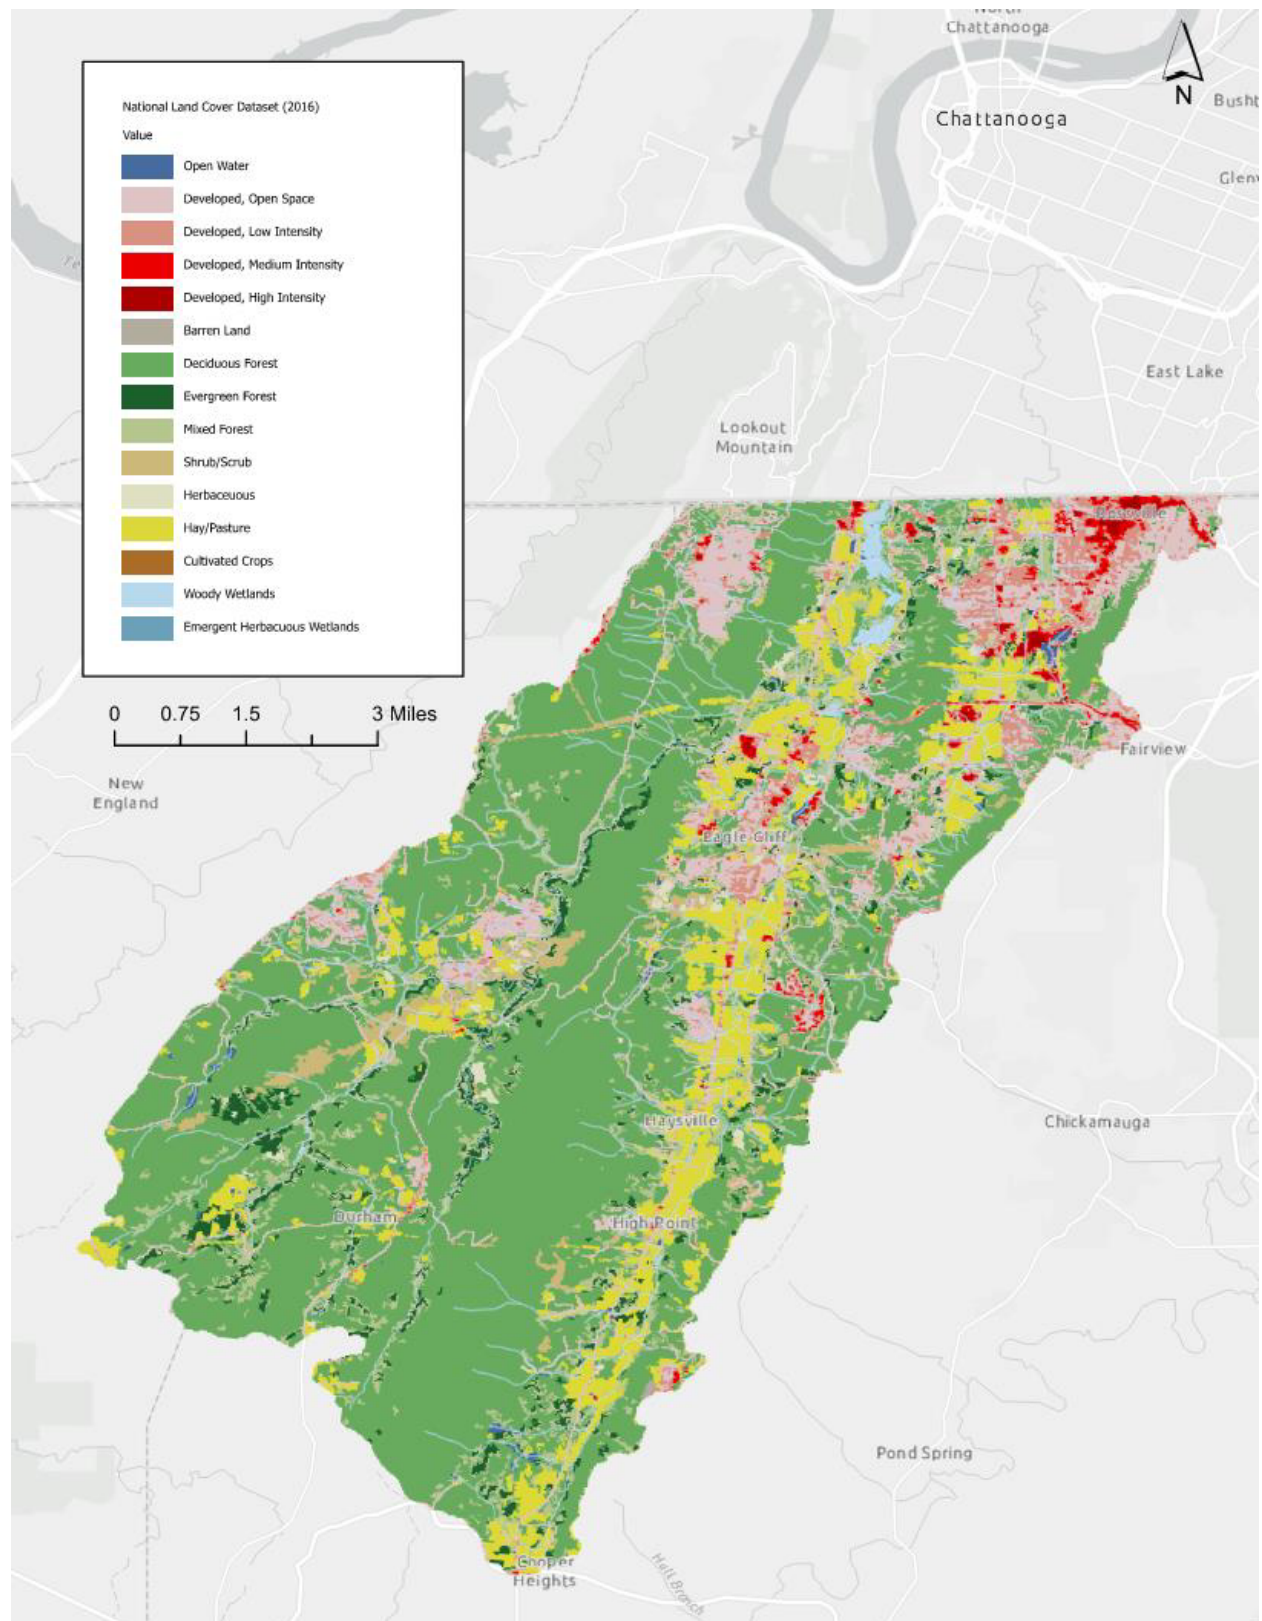 North
Chattanooga
N
Chattanooga
National Land Cover Dataset (2016)
Value
Open Water
Developed, Open Space
Developed, Low Intensity
Developed, Medium Intensity
Developed, High Intensity
Barren Land
Deciduous Forest
Evergreen Forest
Mixed Forest
Shrub/Scrub
Herbaceuous
Hay/Pasture
Cultivated Crops
Woody Wetlands
Emergent Herbacuous Wetlands
East Lake
Lookout
Mountain
Rossville
0 0.75 1.5 3 Miles
Fairview
New
England
Eagle Cliff
Haysville
Chickamauga
Durham
High Point
Pond Spring
Cooper
Heights
Hall Branch